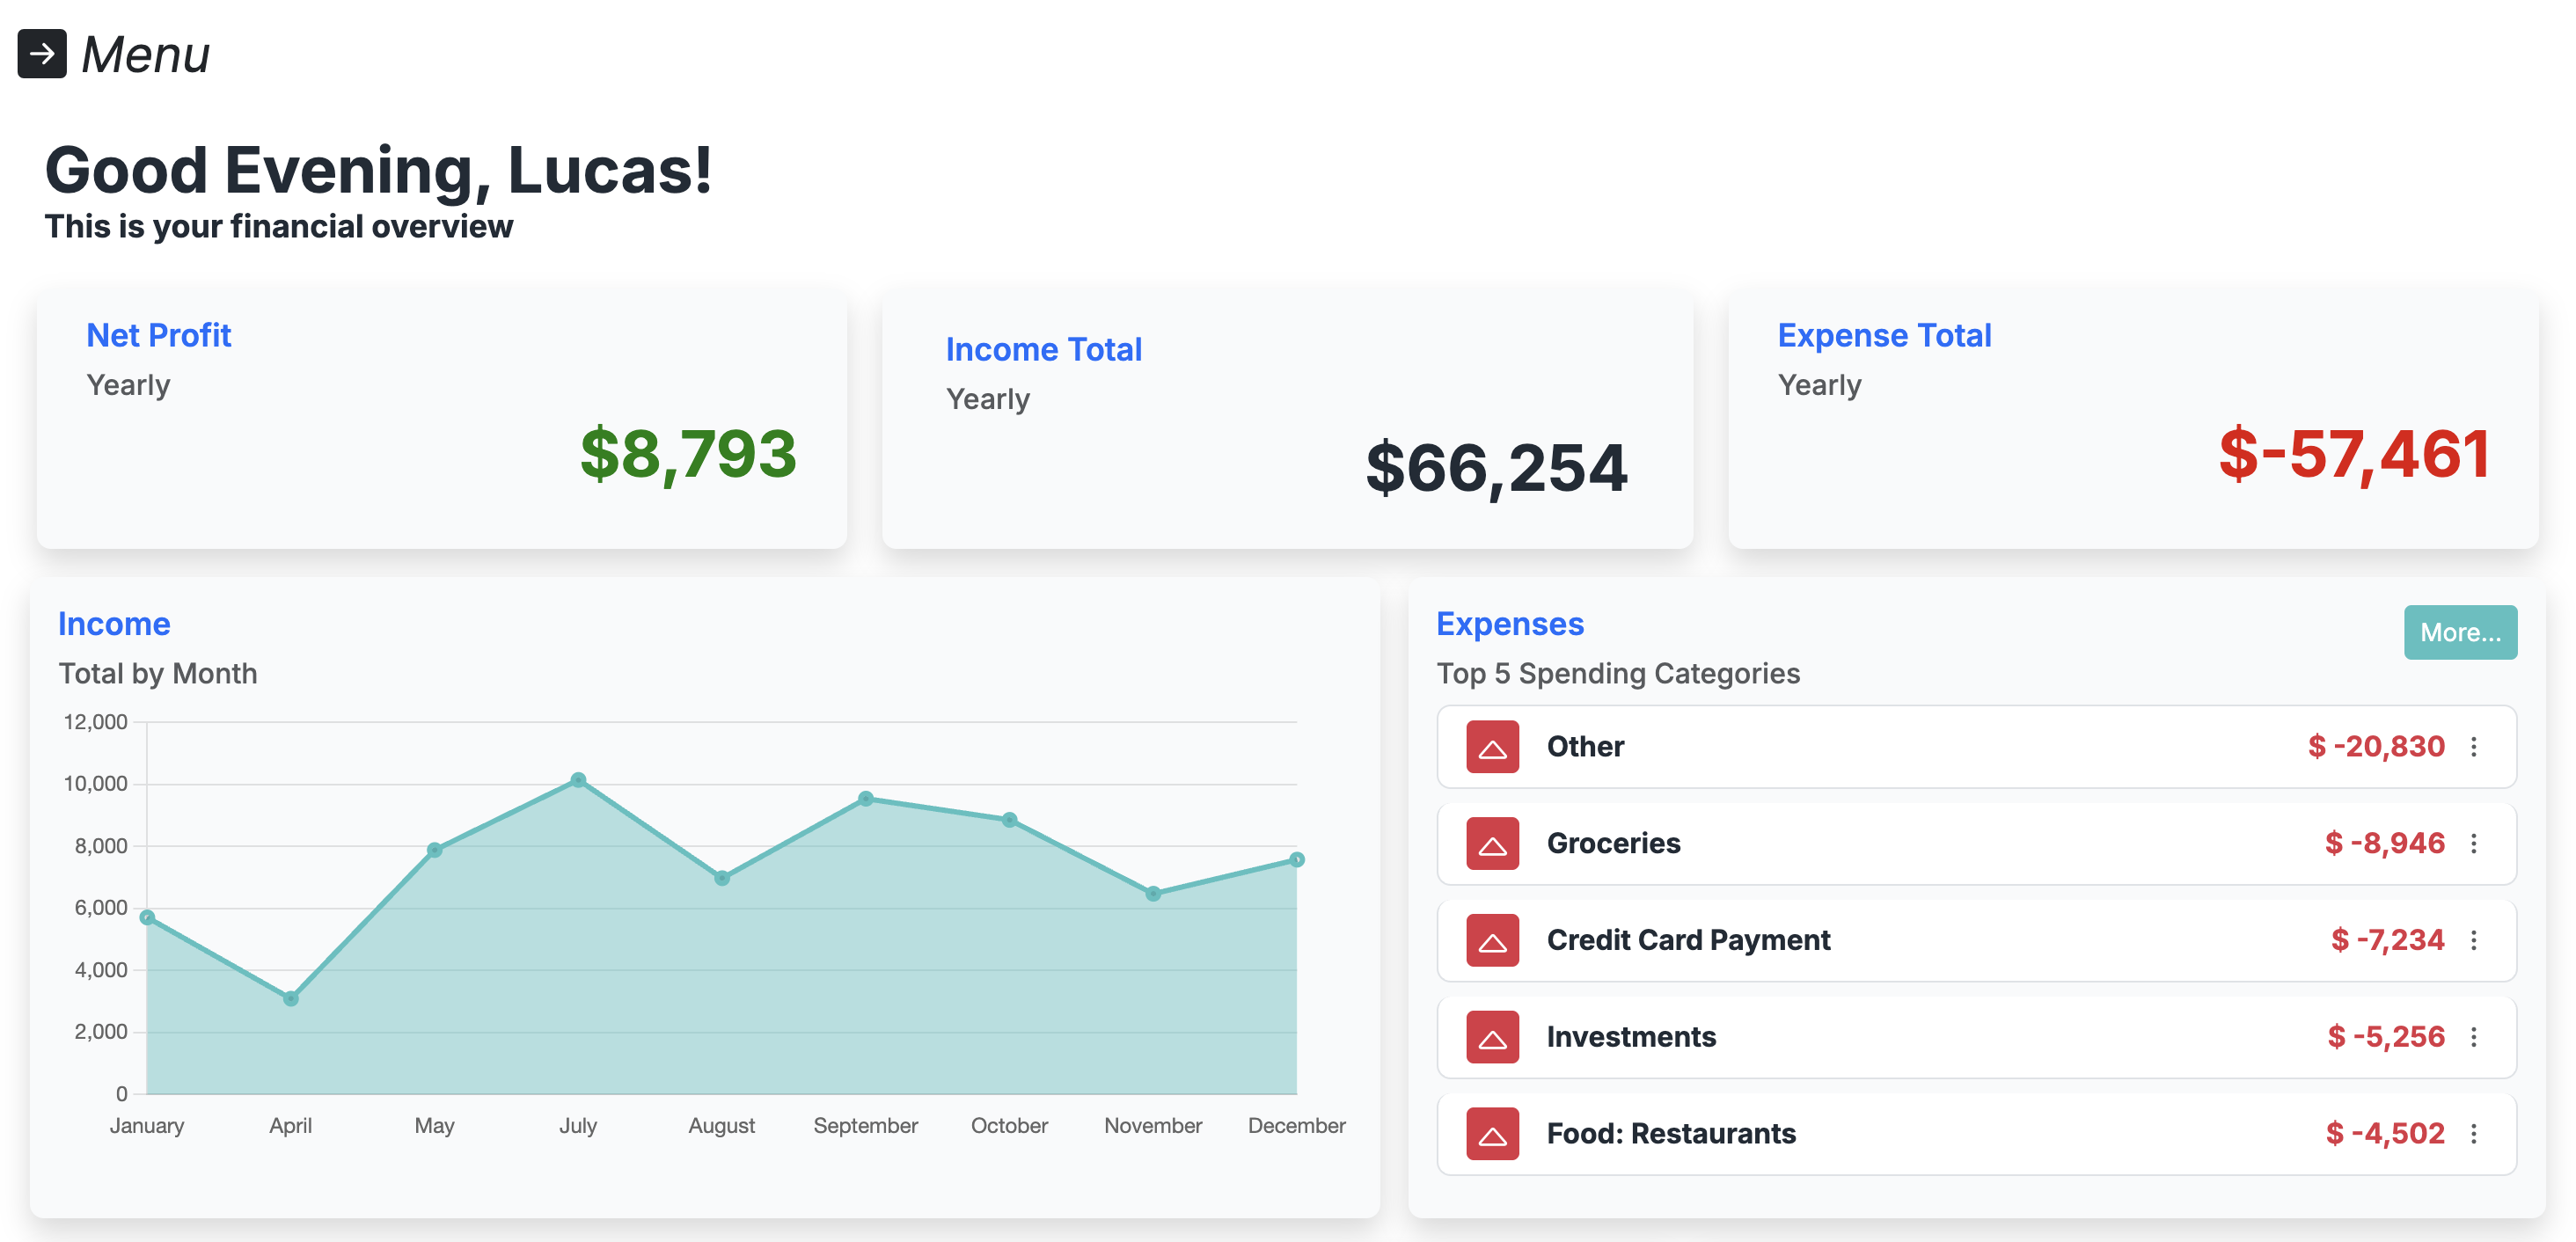 Menu
Good Evening, Lucas!
This is your financial overview
Net Profit
Yearly
$8,793
Income Total
Yearly
$66,254
Expense Total
Yearly
$-57,461
Income
Total by Month
12,000
10,000
8,000
6,000
4,000
2,000
0
January April May July August September October November December
Expenses
More...
Top 5 Spending Categories
Other $ -20,830
Groceries $ -8,946
Credit Card Payment $ -7,234
Investments $ -5,256
Food: Restaurants $ -4,502